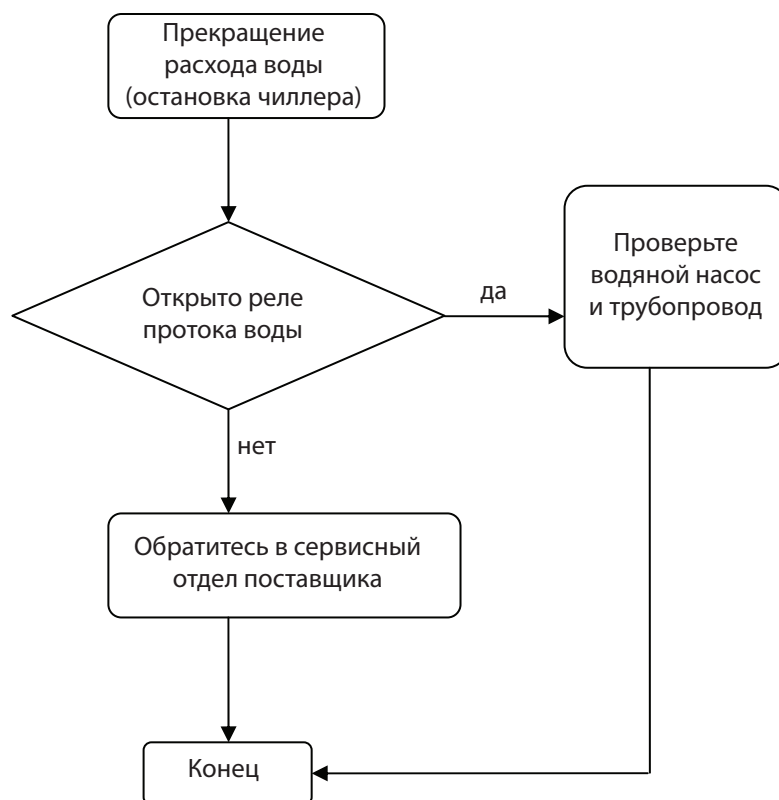 Прекращение
расхода воды
(остановка чиллера)
Открыто реле
протока воды
да
Проверьте
водяной насос
и трубопровод
нет
Обратитесь в сервисный
отдел поставщика
Конец